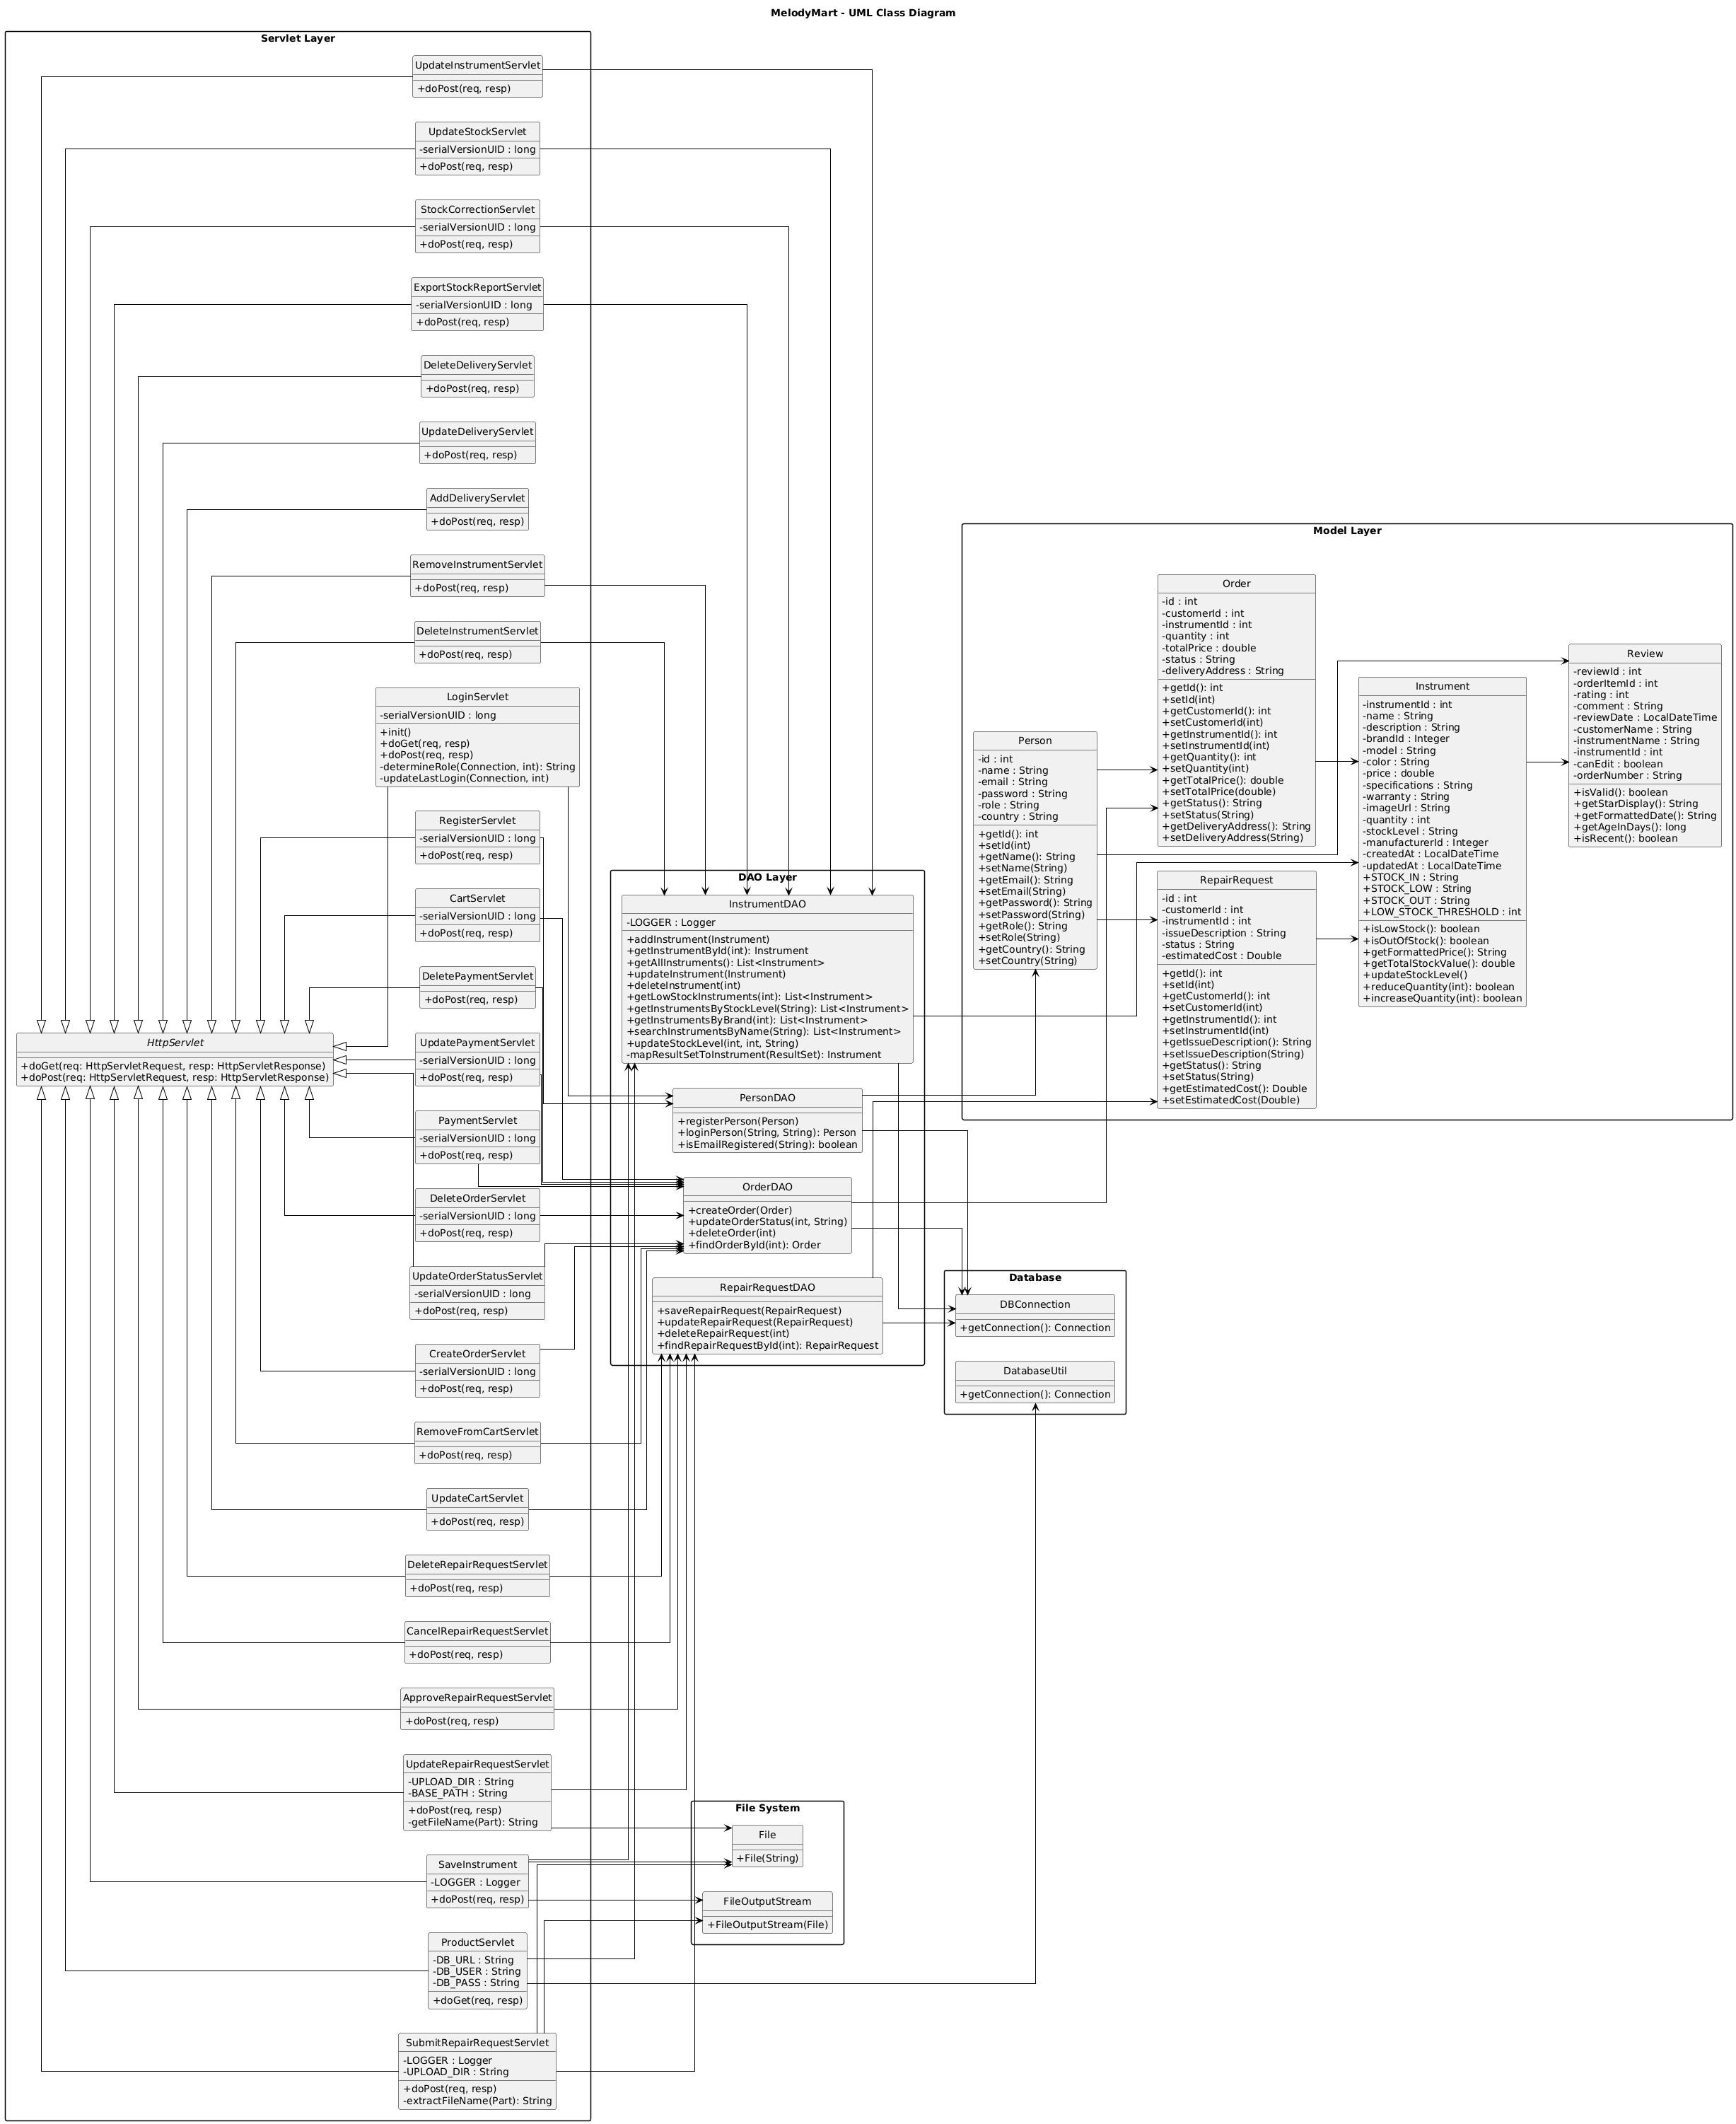 MelodyMart - UML Class Diagram
Servlet Layer
UpdateInstrumentServlet
+doPost(req, resp)
UpdateStockServlet
-serialVersionUID : long
+doPost(req, resp)
StockCorrectionServlet
-serialVersionUID : long
+doPost(req, resp)
ExportStockReportServlet
-serialVersionUID : long
+doPost(req, resp)
DeleteDeliveryServlet
+doPost(req, resp)
UpdateDeliveryServlet
+doPost(req, resp)
AddDeliveryServlet
+doPost(req, resp)
RemoveInstrumentServlet
+doPost(req, resp)
DeleteInstrumentServlet
+doPost(req, resp)
LoginServlet
-serialVersionUID : long
+init()
+doGet(req, resp)
+doPost(req, resp)
-determineRole(Connection, int): String
-updateLastLogin(Connection, int)
RegisterServlet
-serialVersionUID : long
+doPost(req, resp)
CartServlet
-serialVersionUID : long
+doPost(req, resp)
DeletePaymentServlet
+doPost(req, resp)
HttpServlet
+doGet(req: HttpServletRequest, resp: HttpServletResponse)
+doPost(req: HttpServletRequest, resp: HttpServletResponse)
UpdatePaymentServlet
-serialVersionUID : long
+doPost(req, resp)
PaymentServlet
-serialVersionUID : long
+doPost(req, resp)
DeleteOrderServlet
-serialVersionUID : long
+doPost(req, resp)
UpdateOrderStatusServlet
-serialVersionUID : long
+doPost(req, resp)
CreateOrderServlet
-serialVersionUID : long
+doPost(req, resp)
RemoveFromCartServlet
+doPost(req, resp)
UpdateCartServlet
+doPost(req, resp)
DeleteRepairRequestServlet
+doPost(req, resp)
CancelRepairRequestServlet
+doPost(req, resp)
ApproveRepairRequestServlet
+doPost(req, resp)
UpdateRepairRequestServlet
-UPLOAD_DIR : String
-BASE_PATH : String
+doPost(req, resp)
-getFileName(Part): String
SaveInstrument
-LOGGER : Logger
+doPost(req, resp)
ProductServlet
-DB_URL : String
-DB_USER : String
-DB_PASS : String
+doGet(req, resp)
SubmitRepairRequestServlet
-LOGGER : Logger
-UPLOAD_DIR : String
+doPost(req, resp)
-extractFileName(Part): String
DAO Layer
InstrumentDAO
-LOGGER : Logger
+addInstrument(Instrument)
+getInstrumentById(int): Instrument
+getAllInstruments(): List<Instrument>
+updateInstrument(Instrument)
+deleteInstrument(int)
+getLowStockInstruments(int): List<Instrument>
+getInstrumentsByStockLevel(String): List<Instrument>
+getInstrumentsByBrand(int): List<Instrument>
+searchInstrumentsByName(String): List<Instrument>
+updateStockLevel(int, int, String)
-mapResultSetToInstrument(ResultSet): Instrument
PersonDAO
+registerPerson(Person)
+loginPerson(String, String): Person
+isEmailRegistered(String): boolean
OrderDAO
+createOrder(Order)
+updateOrderStatus(int, String)
+deleteOrder(int)
+findOrderById(int): Order
RepairRequestDAO
+saveRepairRequest(RepairRequest)
+updateRepairRequest(RepairRequest)
+deleteRepairRequest(int)
+findRepairRequestById(int): RepairRequest
File System
File
+File(String)
FileOutputStream
+FileOutputStream(File)
Database
DBConnection
+getConnection(): Connection
DatabaseUtil
+getConnection(): Connection
Model Layer
Person
-id : int
-name : String
-email : String
-password : String
-role : String
-country : String
+getId(): int
+setId(int)
+getName(): String
+setName(String)
+getEmail(): String
+setEmail(String)
+getPassword(): String
+setPassword(String)
+getRole(): String
+setRole(String)
+getCountry(): String
+setCountry(String)
Order
-id : int
-customerId : int
-instrumentId : int
-quantity : int
-totalPrice : double
-status : String
-deliveryAddress : String
+getId(): int
+setId(int)
+getCustomerId(): int
+setCustomerId(int)
+getInstrumentId(): int
+setInstrumentId(int)
+getQuantity(): int
+setQuantity(int)
+getTotalPrice(): double
+setTotalPrice(double)
+getStatus(): String
+setStatus(String)
+getDeliveryAddress(): String
+setDeliveryAddress(String)
RepairRequest
-id : int
-customerId : int
-instrumentId : int
-issueDescription : String
-status : String
-estimatedCost : Double
+getId(): int
+setId(int)
+getCustomerId(): int
+setCustomerId(int)
+getInstrumentId(): int
+setInstrumentId(int)
+getIssueDescription(): String
+setIssueDescription(String)
+getStatus(): String
+setStatus(String)
+getEstimatedCost(): Double
+setEstimatedCost(Double)
Instrument
-instrumentId : int
-name : String
-description : String
-brandId : Integer
-model : String
-color : String
-price : double
-specifications : String
-warranty : String
-imageUrl : String
-quantity : int
-stockLevel : String
-manufacturerId : Integer
-createdAt : LocalDateTime
-updatedAt : LocalDateTime
+STOCK_IN : String
+STOCK_LOW : String
+STOCK_OUT : String
+LOW_STOCK_THRESHOLD : int
+isLowStock(): boolean
+isOutOfStock(): boolean
+getFormattedPrice(): String
+getTotalStockValue(): double
+updateStockLevel()
+reduceQuantity(int): boolean
+increaseQuantity(int): boolean
Review
-reviewId : int
-orderItemId : int
-rating : int
-comment : String
-reviewDate : LocalDateTime
-customerName : String
-instrumentName : String
-instrumentId : int
-canEdit : boolean
-orderNumber : String
+isValid(): boolean
+getStarDisplay(): String
+getFormattedDate(): String
+getAgeInDays(): long
+isRecent(): boolean